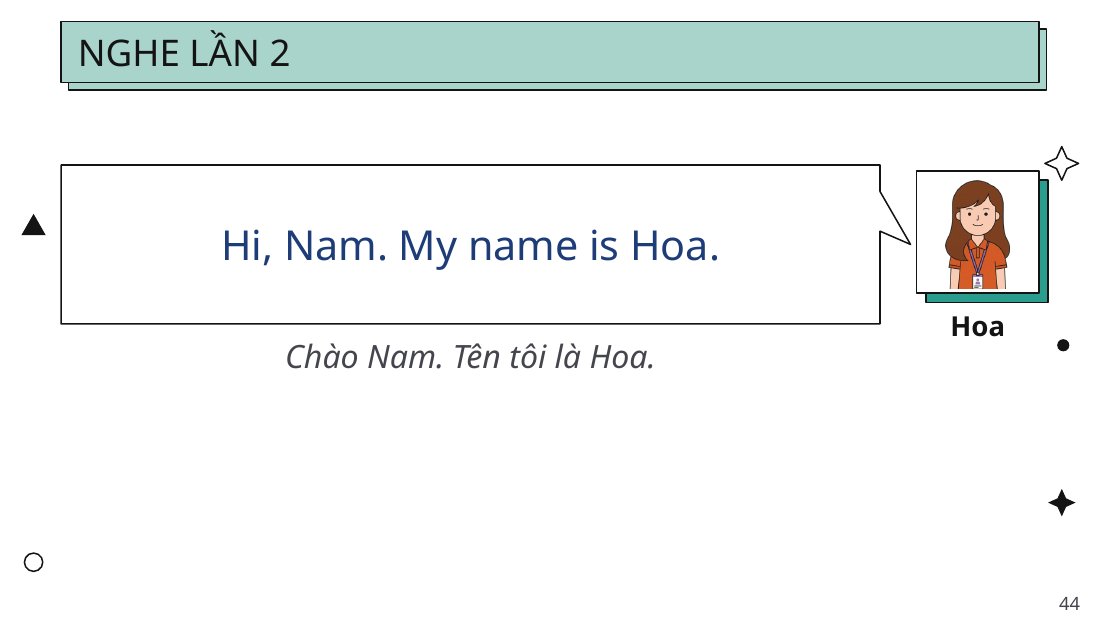 NGHE LẦN 2
Hi, Nam. My name is Hoa.
Hoa
Chào Nam. Tên tôi là Hoa.
44